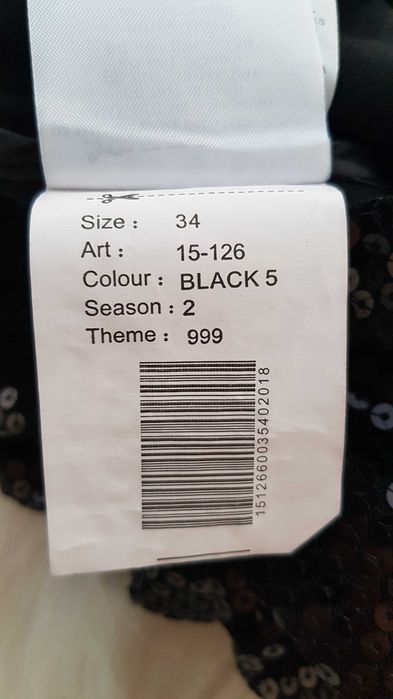 Size : 34
Art : 15-126
Colour : BLACK 5
Season : 2
Theme : 999
1512660035402018